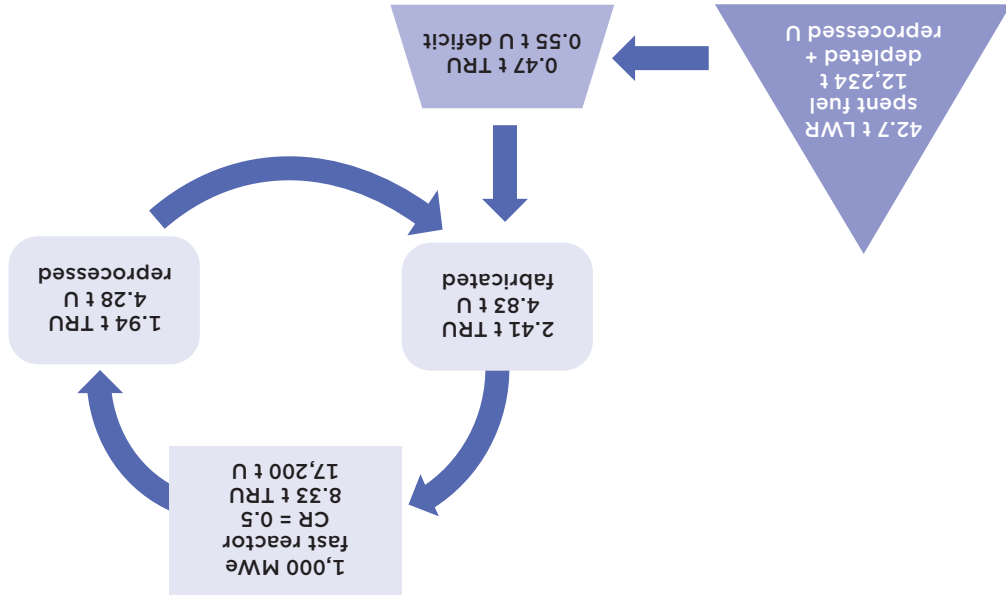 1,000 MWe
fast reactor
CR = 0.5
8.33 t TRU
17,200 t U
1.94 t TRU
4.28 t U
reprocessed
2.41 t TRU
4.83 t U
fabricated
0.47 t TRU
0.55 t U deficit
42.7 t LWR
spent fuel
12,234 t
depleted +
reprocessed U